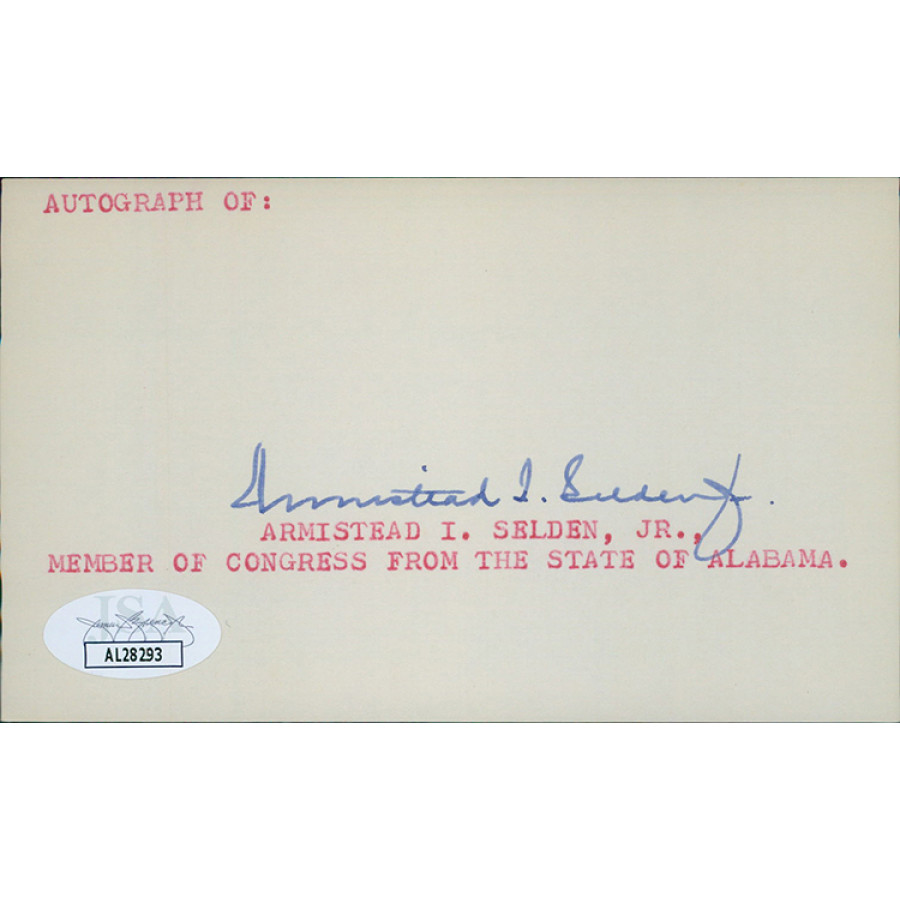 AUTOGRAPH OF:
Armistead I. Selden Jr.
ARMISTEAD I. SELDEN, JR.,
MEMBER OF CONGRESS FROM THE STATE OF ALABAMA.
JSA
AL28293